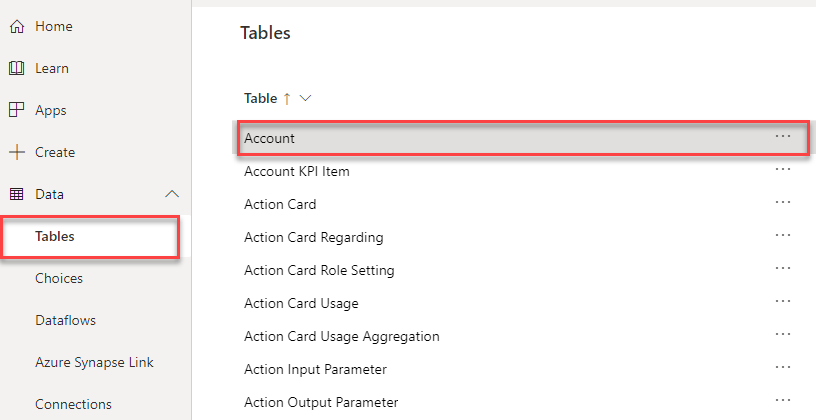 Home
Learn
Apps
Create
Data
Tables
Choices
Dataflows
Azure Synapse Link
Connections
Tables
Table ↑
Account ...
Account KPI Item ...
Action Card ...
Action Card Regarding ...
Action Card Role Setting ...
Action Card Usage ...
Action Card Usage Aggregation ...
Action Input Parameter ...
Action Output Parameter ...